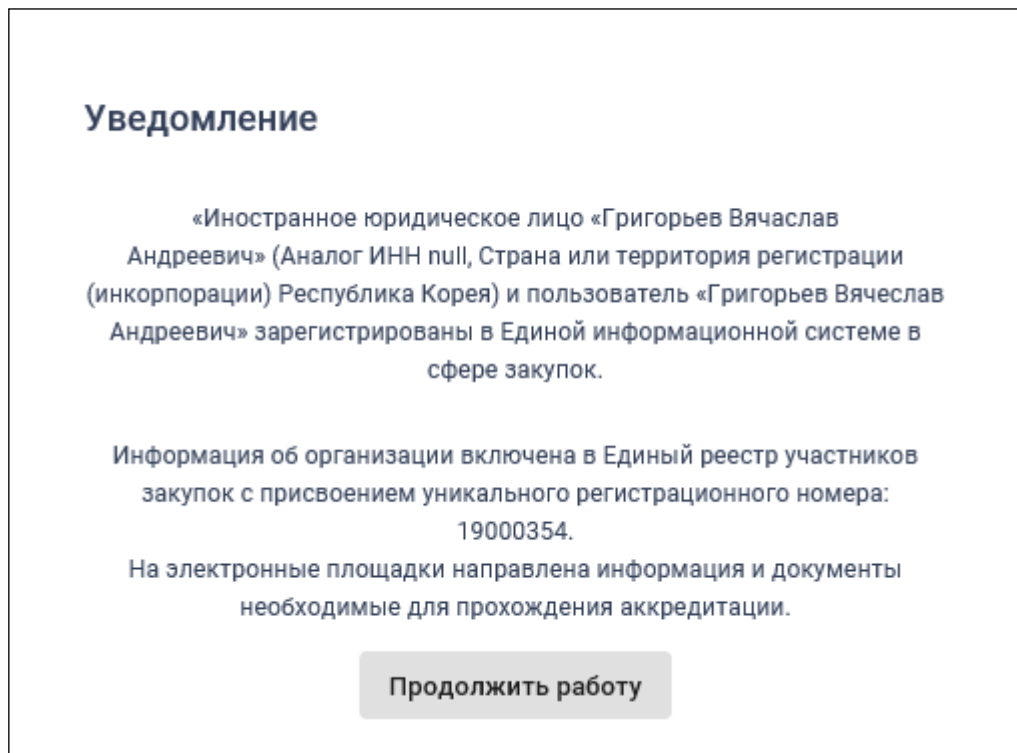 Уведомление
«Иностранное юридическое лицо «Григорьев Вячаслав
Андреевич» (Аналог ИНН null, Страна или территория регистрации
(инкорпорации) Республика Корея) и пользователь «Григорьев Вячеслав
Андреевич» зарегистрированы в Единой информационной системе в
сфере закупок.
Информация об организации включена в Единый реестр участников
закупок с присвоением уникального регистрационного номера:
19000354.
На электронные площадки направлена информация и документы
необходимые для прохождения аккредитации.
Продолжить работу